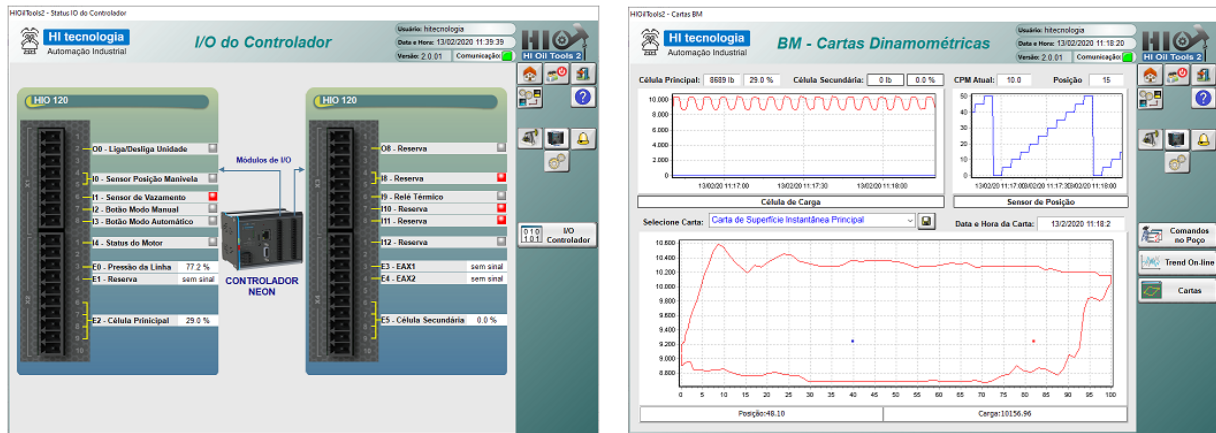 HIOilTools2 - Status IO do Controlador
HI tecnologia
Automação Industrial
I/O do Controlador
Usuário: hitecnologia
Data e Hora: 13/02/2020 11:39:39
Versão: 2.0.01 Comunicação:
HIO
HI Oil Tools 2
HIO 120
O0 - Liga/Desliga Unidade
I0 - Sensor Posição Manivela
I1 - Sensor de Vazamento
I2 - Botão Modo Manual
I3 - Botão Modo Automático
I4 - Status do Motor
E0 - Pressão da Linha 77.2 %
E1 - Reserva sem sinal
E2 - Célula Prinicipal 29.0 %
Módulos de I/O
CONTROLADOR
NEON
HIO 120
O8 - Reserva
I8 - Reserva
I9 - Relé Térmico
I10 - Reserva
I11 - Reserva
I12 - Reserva
E3 - EAX1 sem sinal
E4 - EAX2 sem sinal
E5 - Célula Secundária 0.0 %
I/O
Controlador
HIOilTools2 - Cartas BM
HI tecnologia
Automação Industrial
BM - Cartas Dinamométricas
Usuário: hitecnologia
Data e Hora: 13/02/2020 11:18:20
Versão: 2.0.01 Comunicação:
HIO
HI Oil Tools 2
Célula Principal: 8689 lb 29.0 % Célula Secundária: 0 lb 0.0 % CPM Atual: 10.0 Posição 15
10.000
8.000
6.000
4.000
2.000
0
13/02/20 11:17:00 13/02/20 11:17:30 13/02/20 11:18:00
Célula de Carga
50
40
30
20
10
0
Sensor de Posição
Selecione Carta: Carta de Superfície Instantânea Principal Data e Hora da Carta: 13/2/2020 11:18:2
10.600
10.400
10.200
10.000
9.800
9.600
9.400
9.200
9.000
8.800
0 5 10 15 20 25 30 35 40 45 50 55 60 65 70 75 80 85 90 95 100
Posição:48.10 Carga:10156.96
Comandos
no Poço
Trend On-line
Cartas